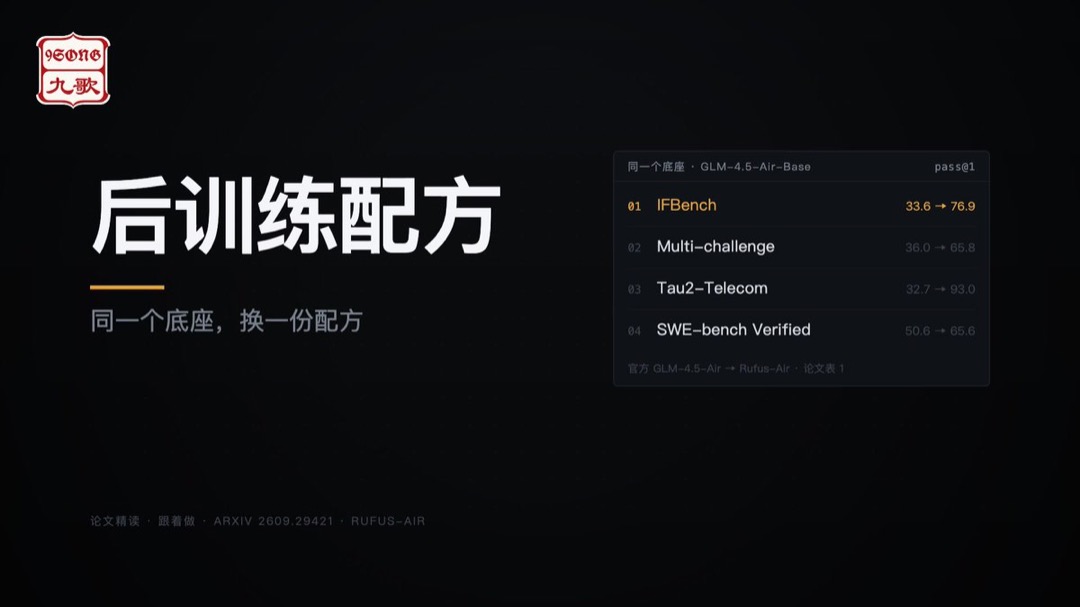 9SONG
九歌
后训练配方
同一个底座，换一份配方
同一个底座 · GLM-4.5-Air-Base pass@1
01 IFBench 33.6 → 76.9
02 Multi-challenge 36.0 → 65.8
03 Tau2-Telecom 32.7 → 93.0
04 SWE-bench Verified 50.6 → 65.6
官方 GLM-4.5-Air → Rufus-Air · 论文表 1
论文精读 · 跟着做 · ARXIV 2609.29421 · RUFUS-AIR